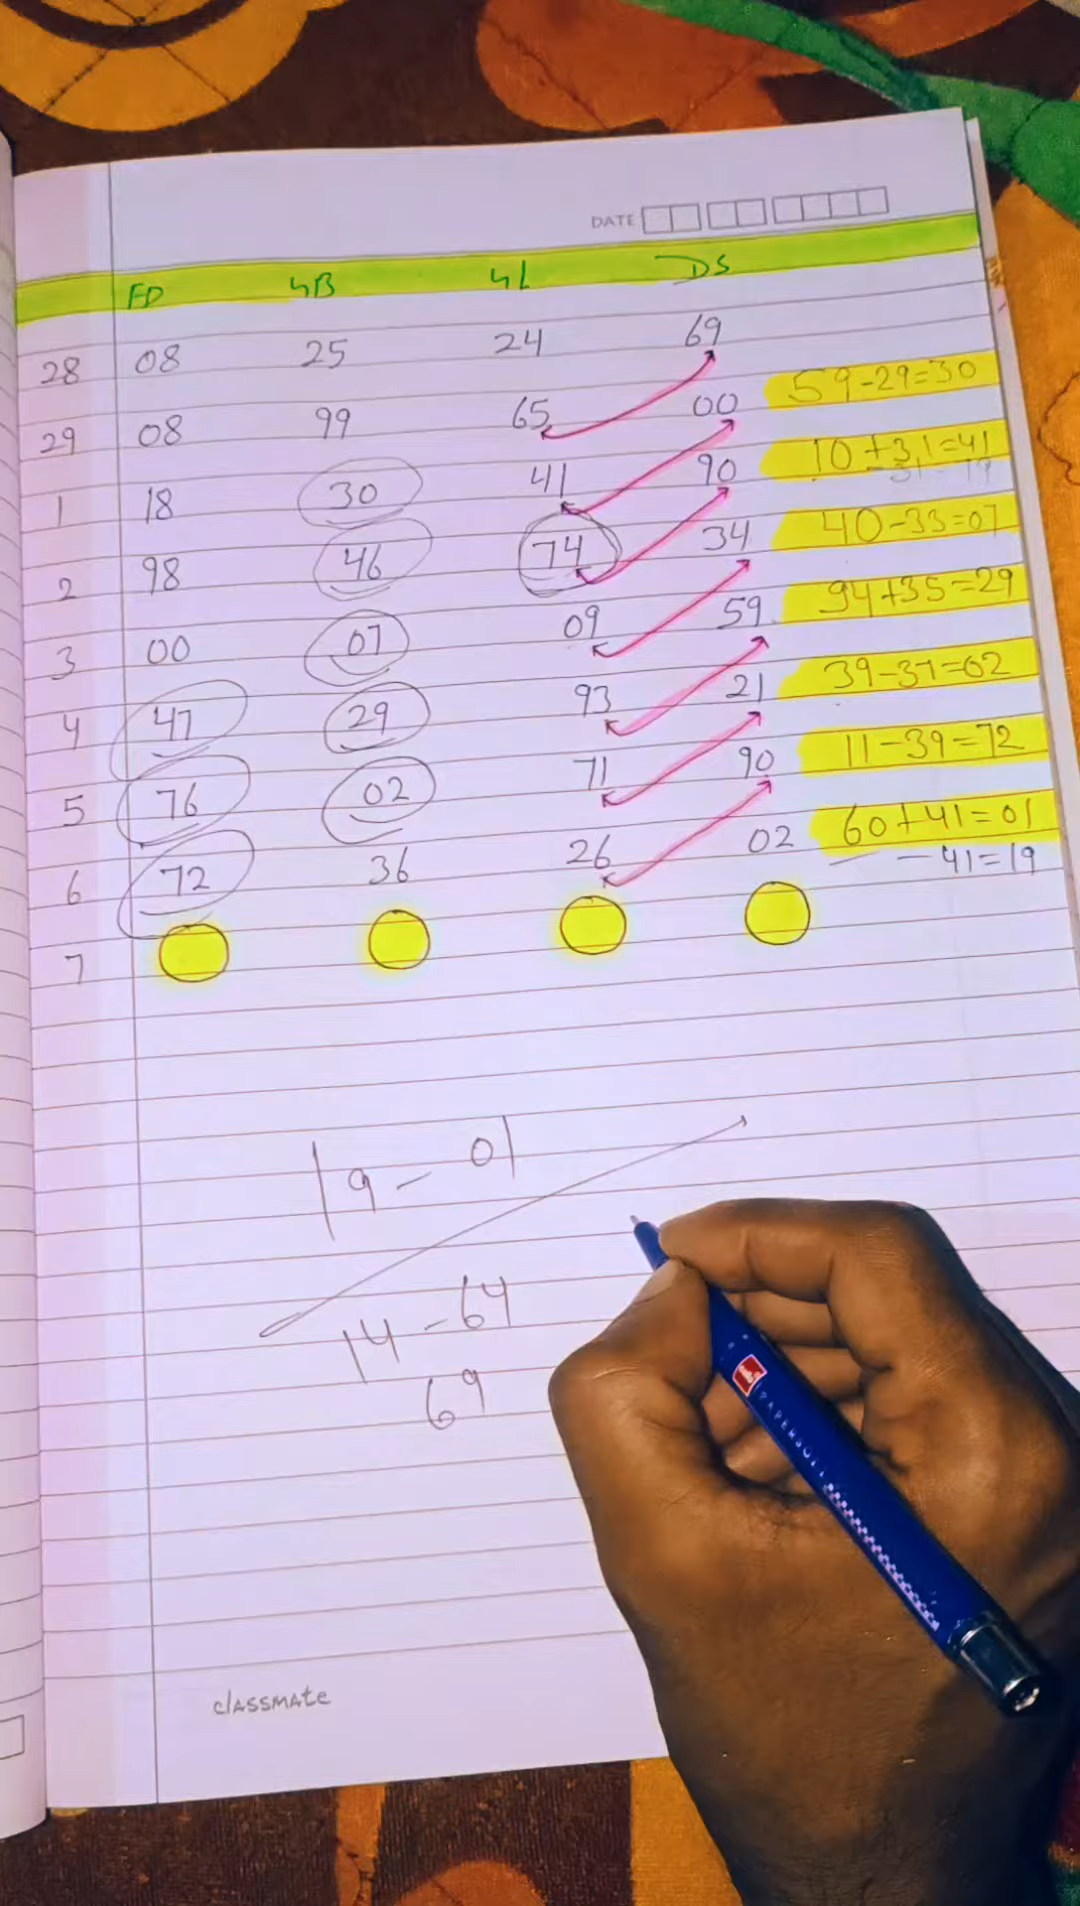 DATE
FD GB GL DS
28 08 25 24 69
29 08 99 65 00 59-29=30
1 18 30 41 90 10+31=41
2 98 46 74 34 40-33=07
3 00 07 09 59 94+35=29
4 47 29 93 21 39-37=02
5 76 02 71 90 11-39=72
6 72 36 26 02 60+41=01
-41=19
7
19-01
14-64
69
classmate